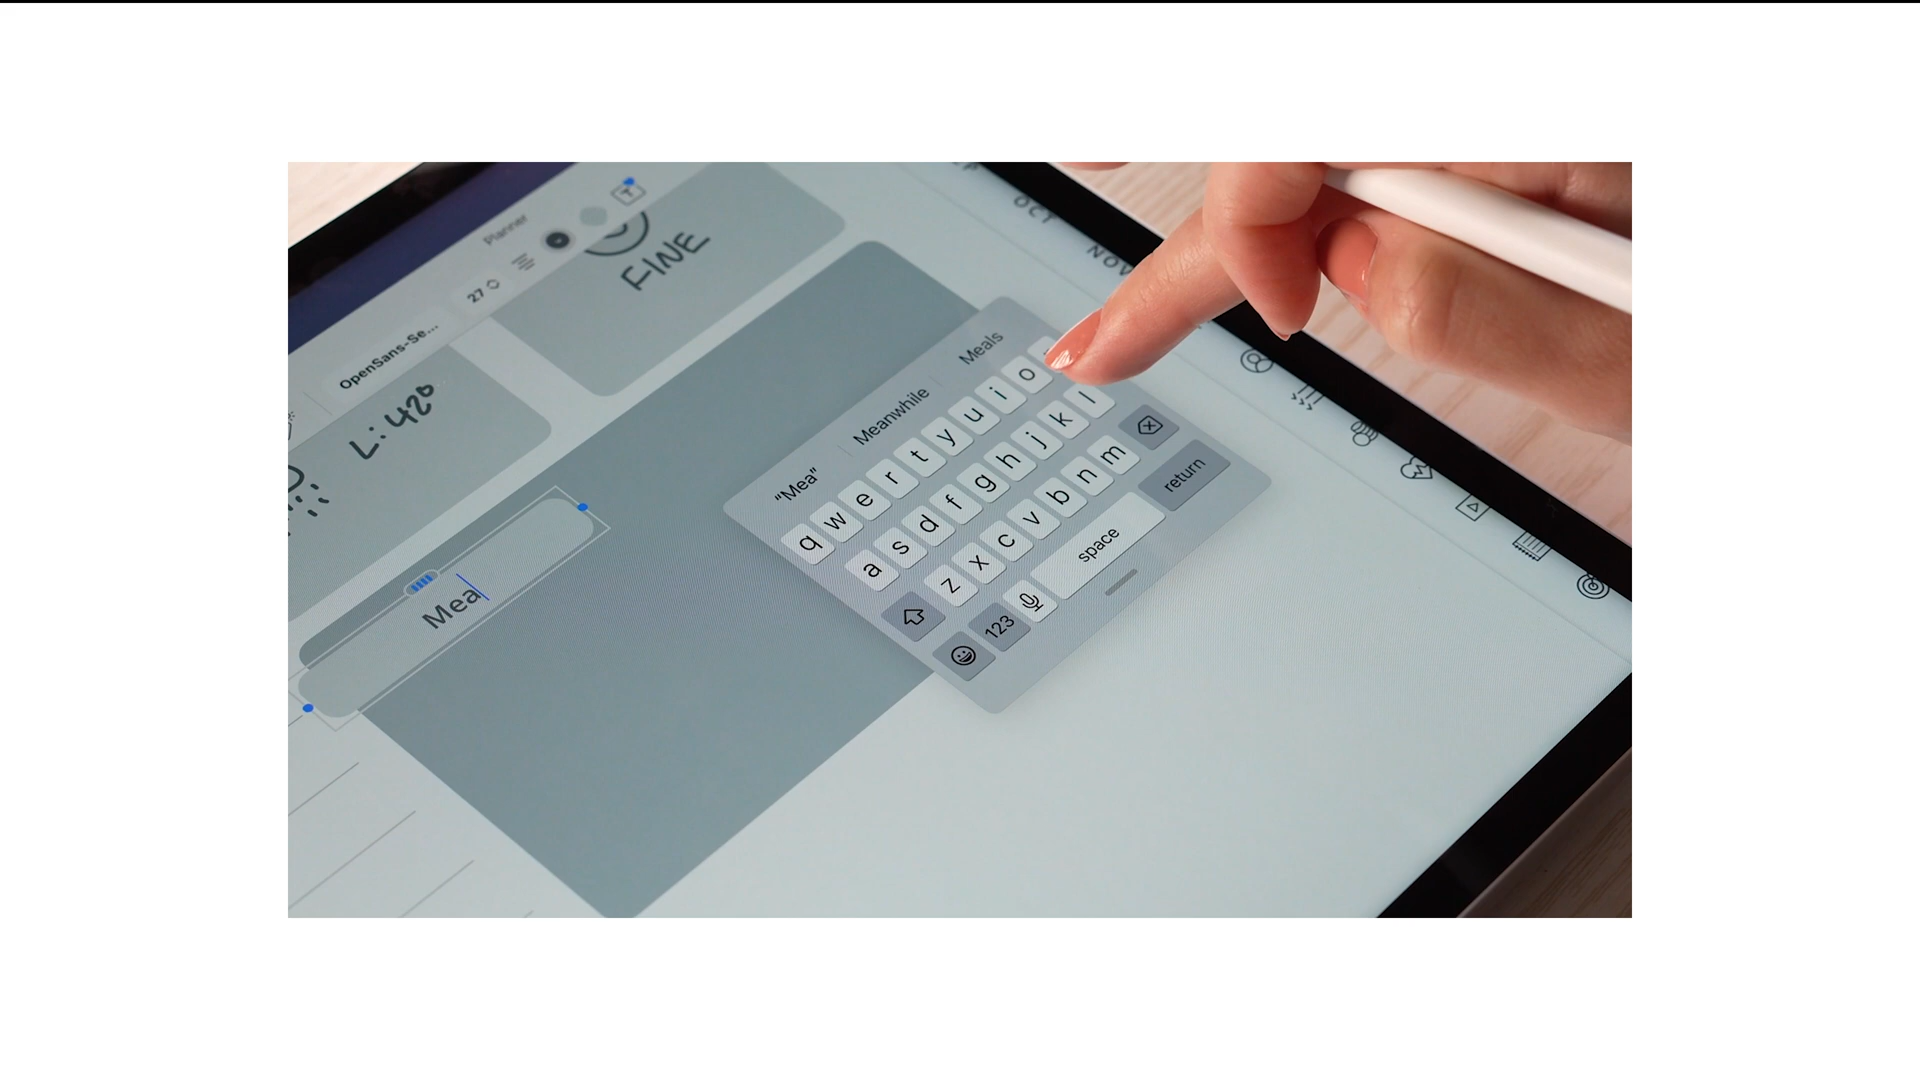 Planner
OpenSans-Se...
27
FINE
L: 420
OCT
NOV
Mea
"Mea"
Meanwhile
Meals
q w e r t y u i o
a s d f g h j k l
z x c v b n m
123
space
return